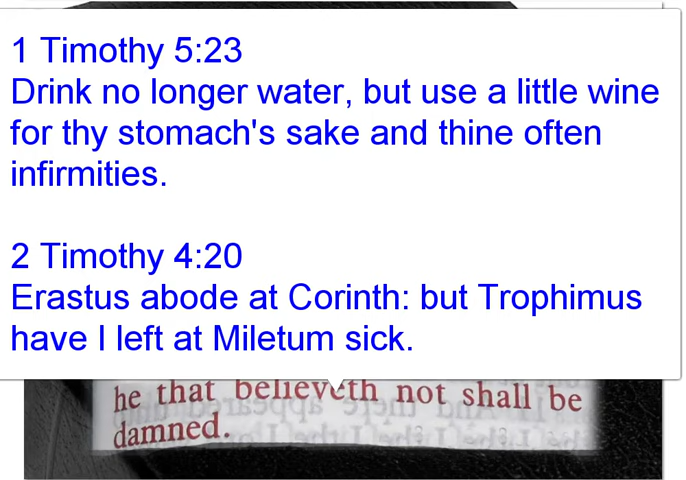 1 Timothy 5:23
Drink no longer water, but use a little wine
for thy stomach's sake and thine often
infirmities.
2 Timothy 4:20
Erastus abode at Corinth: but Trophimus
have I left at Miletum sick.
he that believeth not shall be
damned.